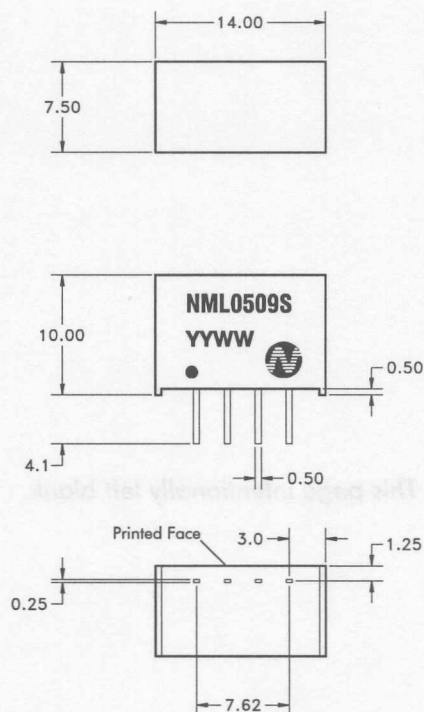 14.00
7.50
NML0509S
YYWW
N
10.00
0.50
4.1
0.50
This page intentionally left blank.
Printed Face
3.0
1.25
0.25
7.62